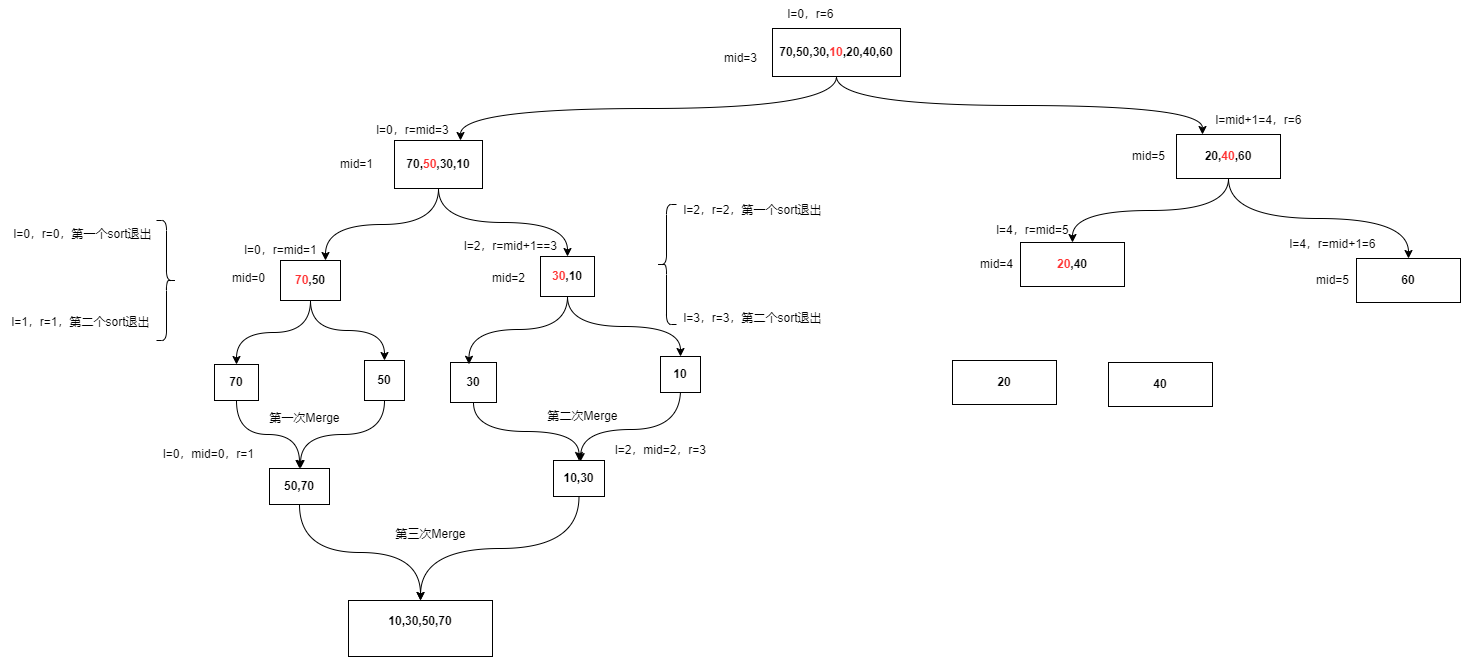 l=0，r=6
70,50,30,10,20,40,60
mid=3
l=0，r=mid=3
mid=1
70,50,30,10
l=mid+1=4，r=6
mid=5
20,40,60
l=0，r=0，第一个sort退出
l=1，r=1，第二个sort退出
l=0，r=mid=1
mid=0
70,50
l=2，r=mid+1==3
mid=2
30,10
l=2，r=2，第一个sort退出
l=3，r=3，第二个sort退出
l=4，r=mid=5
mid=4
20,40
l=4，r=mid+1=6
mid=5
60
70
50
30
10
20
40
第一次Merge
第二次Merge
l=0，mid=0，r=1
50,70
l=2，mid=2，r=3
10,30
第三次Merge
10,30,50,70